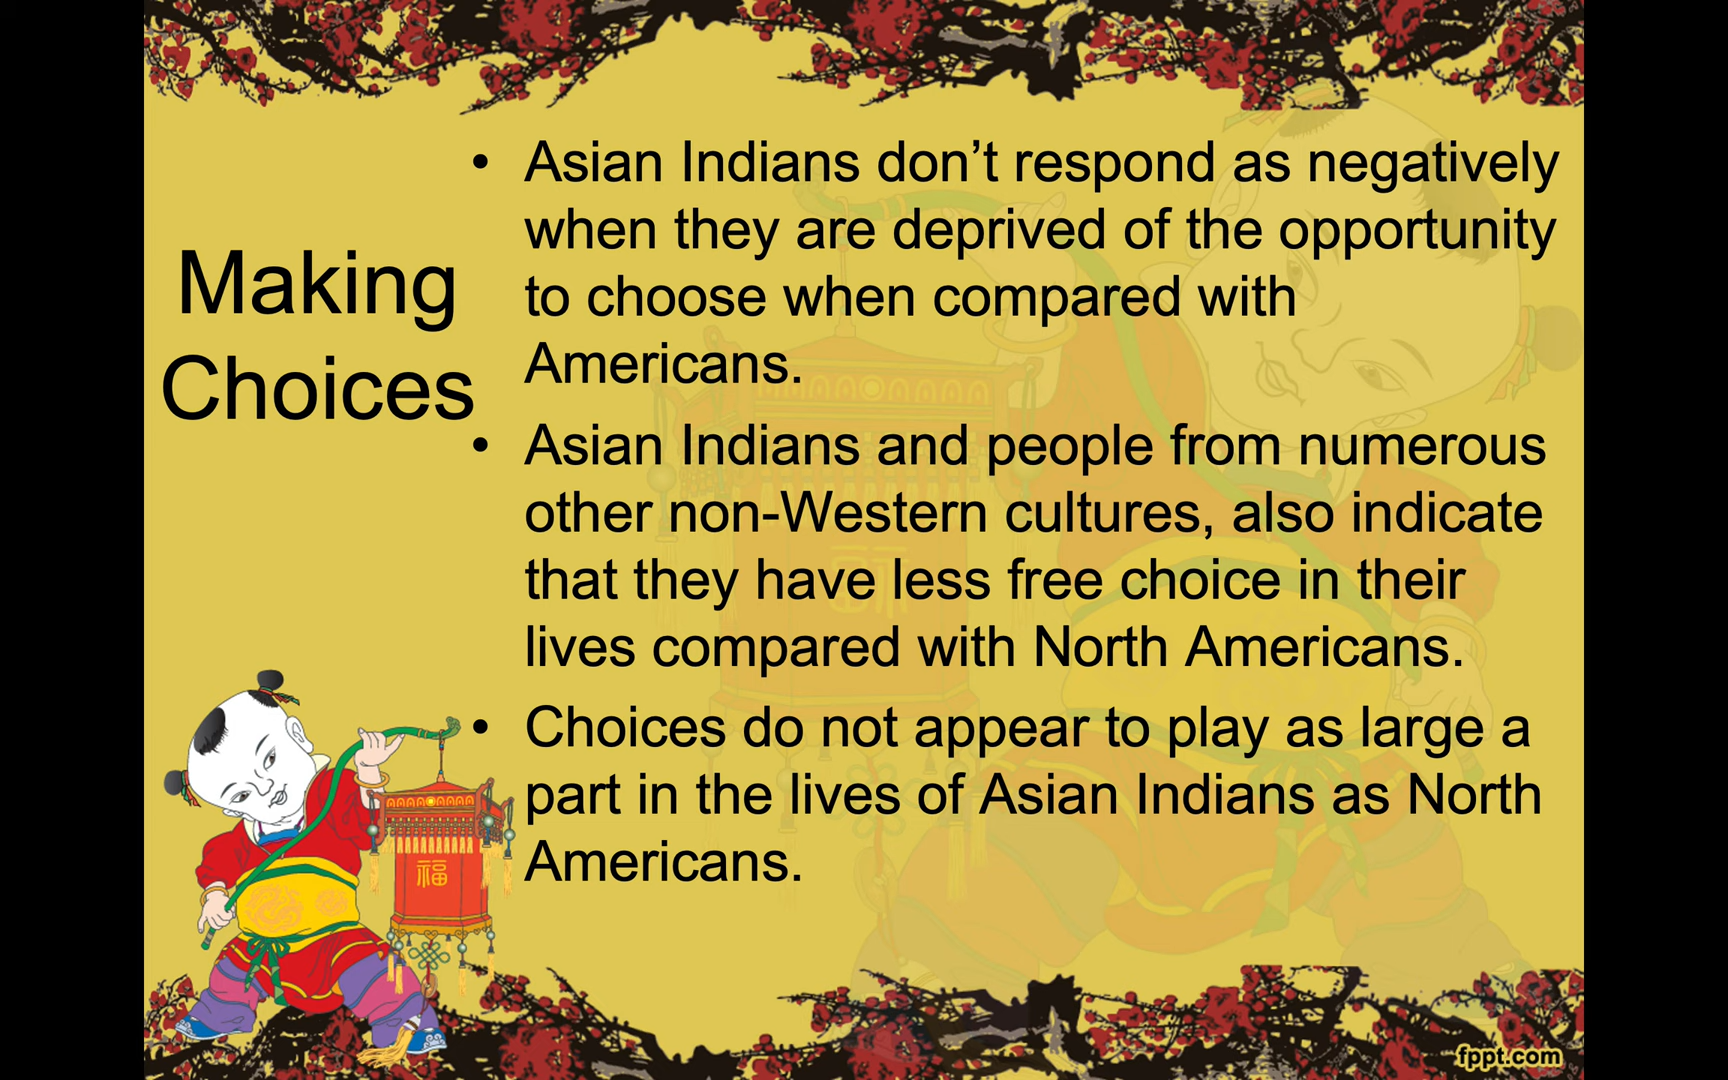 Making
Choices
• Asian Indians don’t respond as negatively
when they are deprived of the opportunity
to choose when compared with
Americans.
• Asian Indians and people from numerous
other non-Western cultures, also indicate
that they have less free choice in their
lives compared with North Americans.
• Choices do not appear to play as large a
part in the lives of Asian Indians as North
Americans.
福
fppt.com